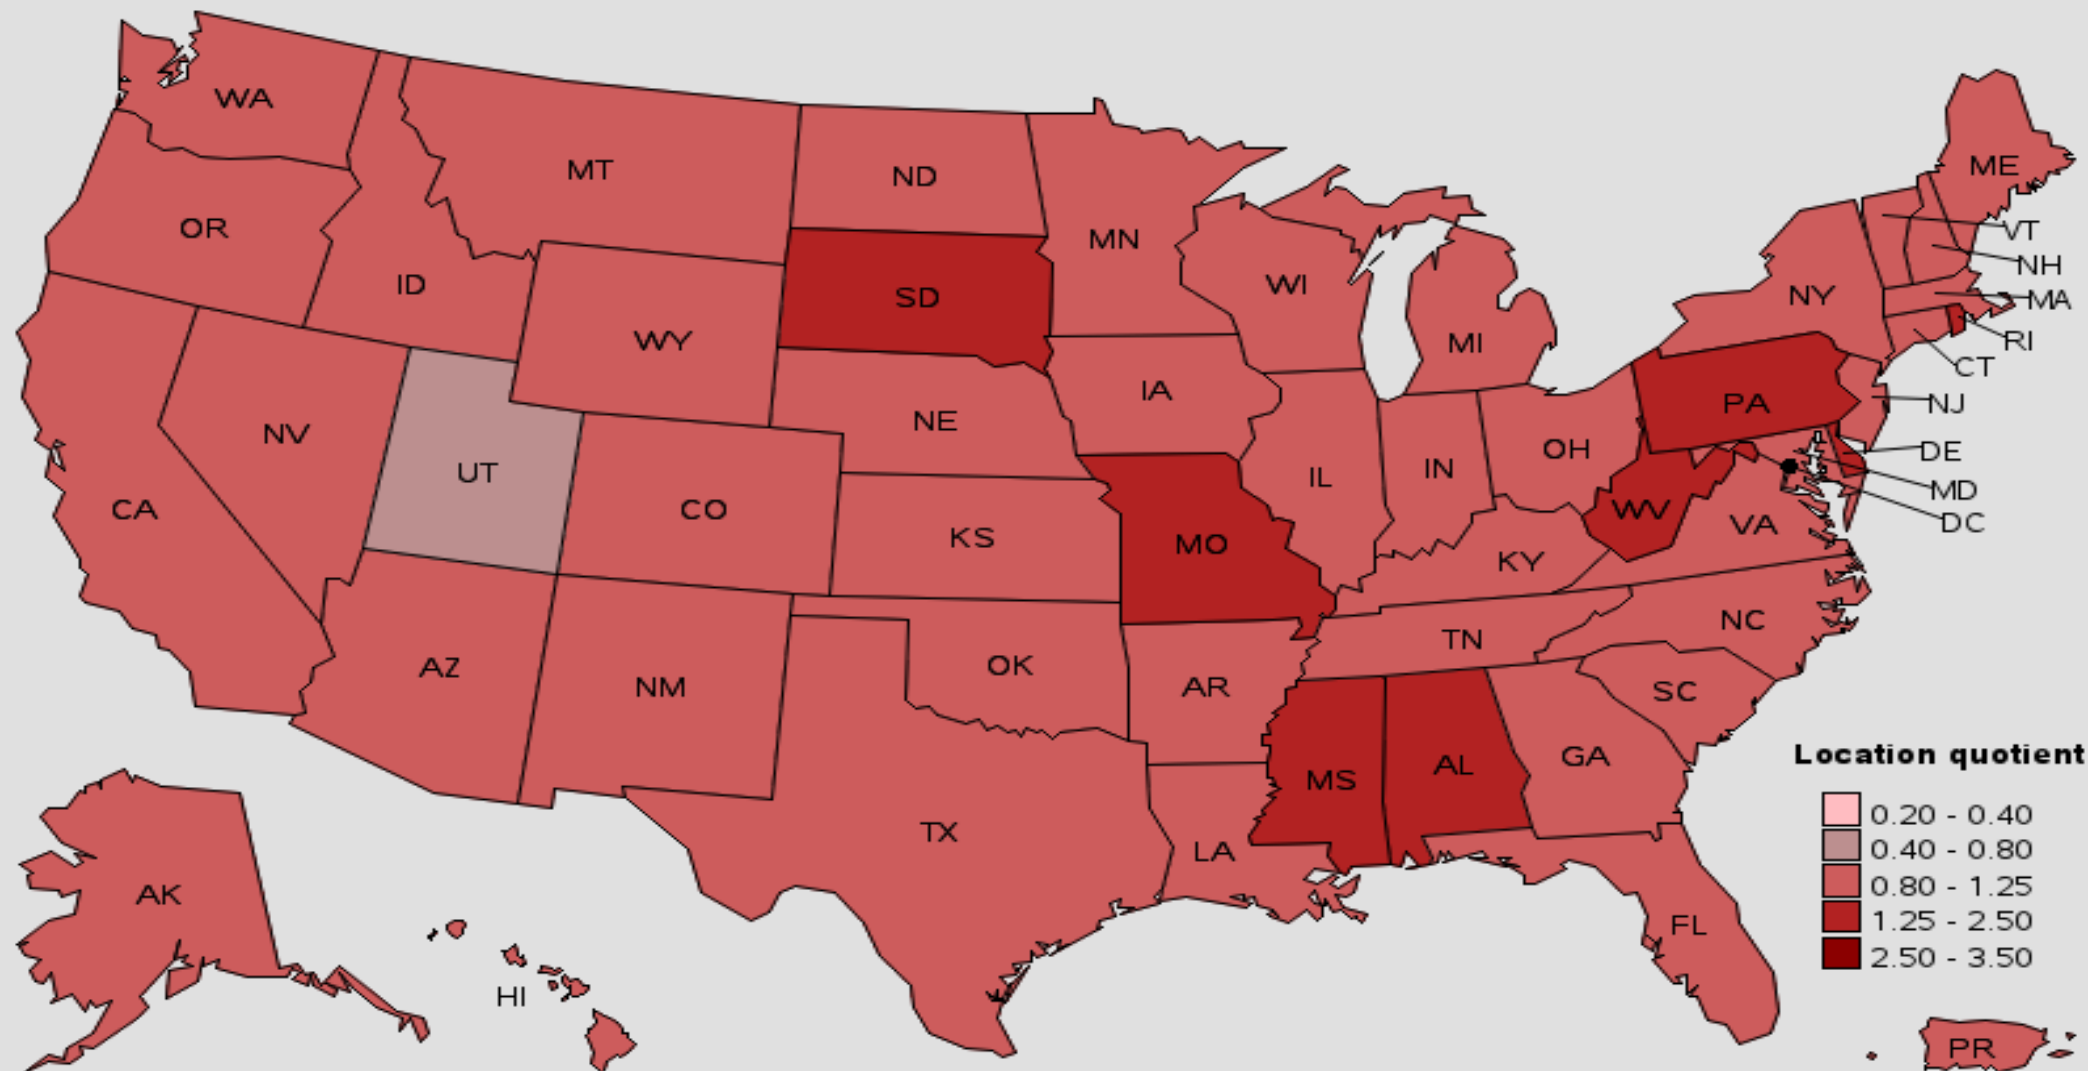 WA
MT
ND
ME
OR
MN
VT
NH
ID
WI
NY
MA
SD
WY
MI
RI
CT
IA
NE
PA
NJ
NV
UT
OH
DE
IN
IL
MD
CA
CO
WV
VA
DC
KS
MO
KY
NC
TN
AZ
OK
AR
SC
NM
Location quotient
GA
AL
MS
0.20 - 0.40
TX
LA
0.40 - 0.80
0.80 - 1.25
AK
FL
1.25 - 2.50
2.50 - 3.50
HI
PR